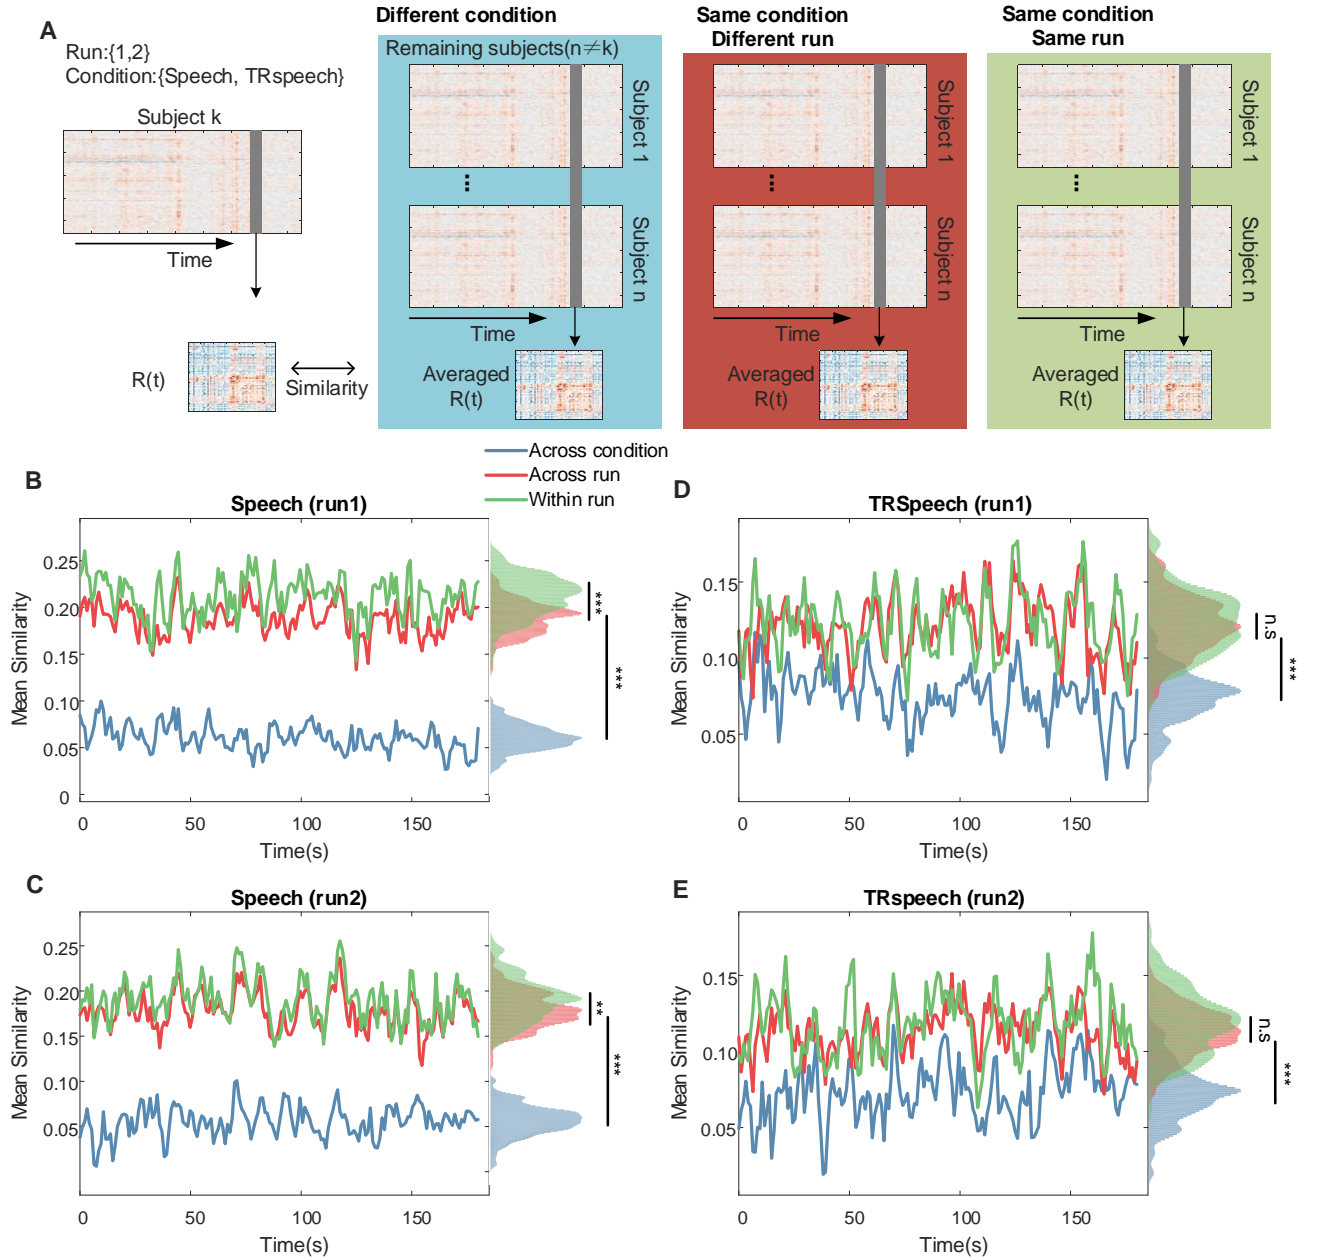 A
Run:{1,2}
Condition:{Speech, TRspeech}
Subject k
Time
R(t)
Similarity
Different condition
Remaining subjects(n≠k)
Subject 1
...
Subject n
Time
Averaged
R(t)
Same condition
Different run
Subject 1
...
Subject n
Time
Averaged
R(t)
Same condition
Same run
Subject 1
...
Subject n
Time
Averaged
R(t)
Across condition
Across run
Within run
B
Speech (run1)
Mean Similarity
0.25
0.20
0.15
0.10
0.05
0
0 50 100 150
Time(s)
***
***
D
TRSpeech (run1)
Mean Similarity
0.15
0.10
0.05
0 50 100 150
Time(s)
n.s
***
C
Speech (run2)
Mean Similarity
0.25
0.20
0.15
0.10
0.05
0 50 100 150
Time(s)
**
***
E
TRspeech (run2)
Mean Similarity
0.15
0.10
0.05
0 50 100 150
Time(s)
n.s
***